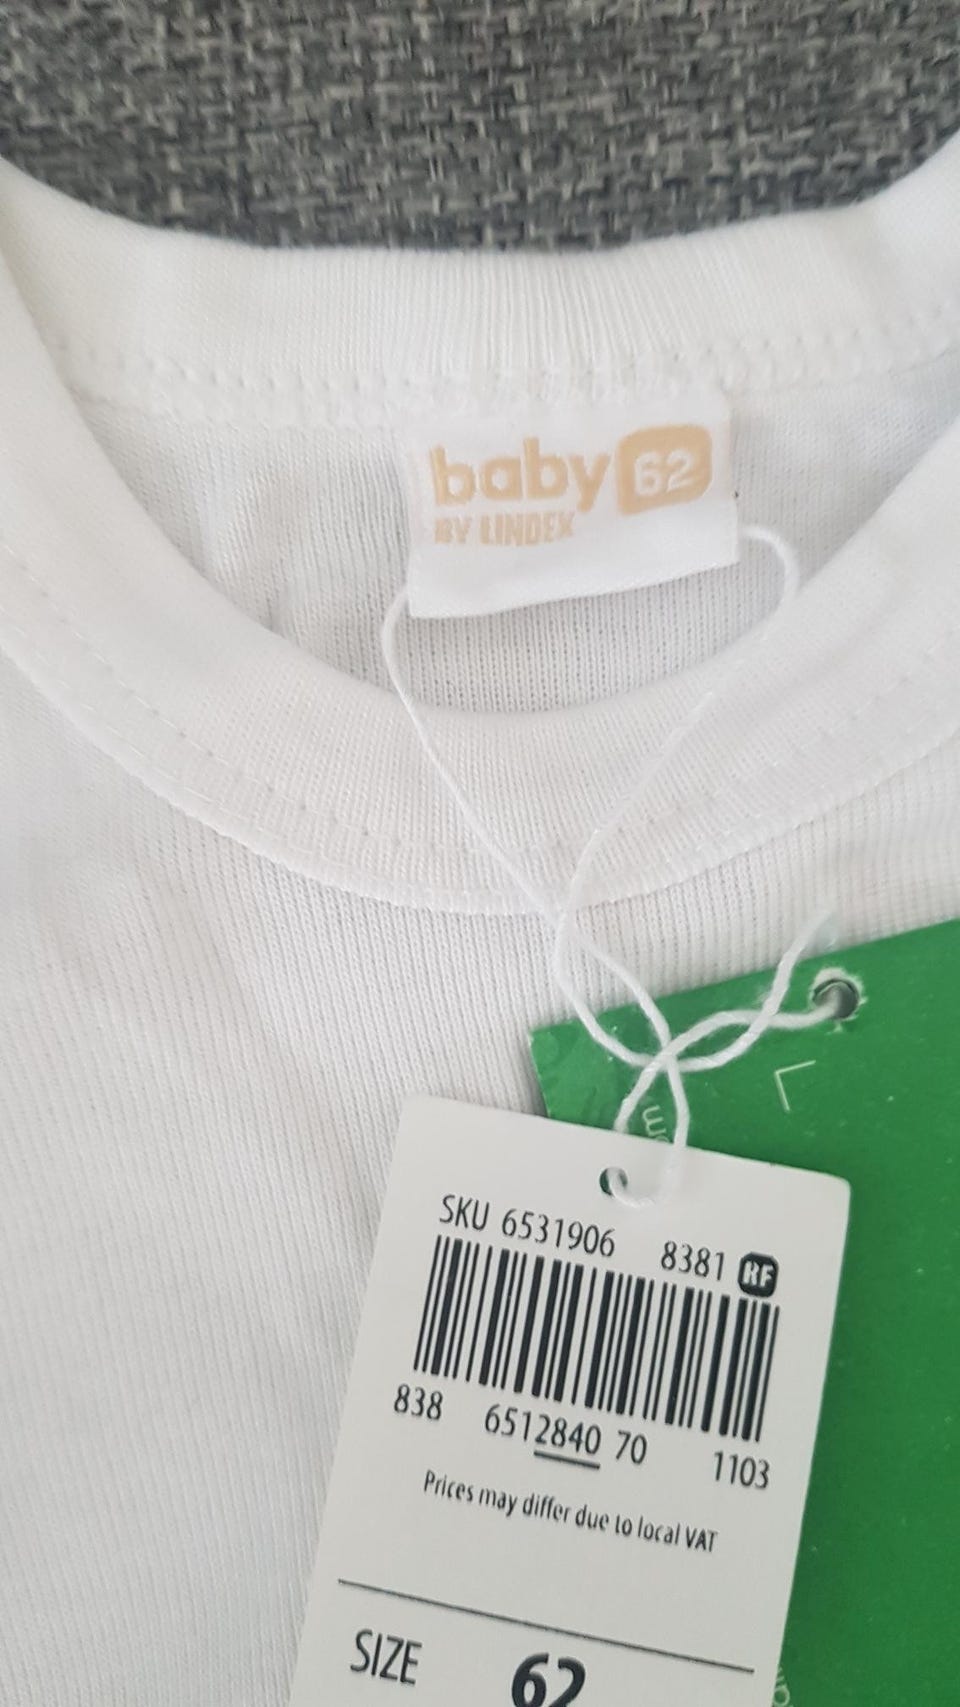 baby 62
BY LINDEX
SKU 6531906 8381 RF
838 6512840 70 1103
Prices may differ due to local VAT
SIZE 62